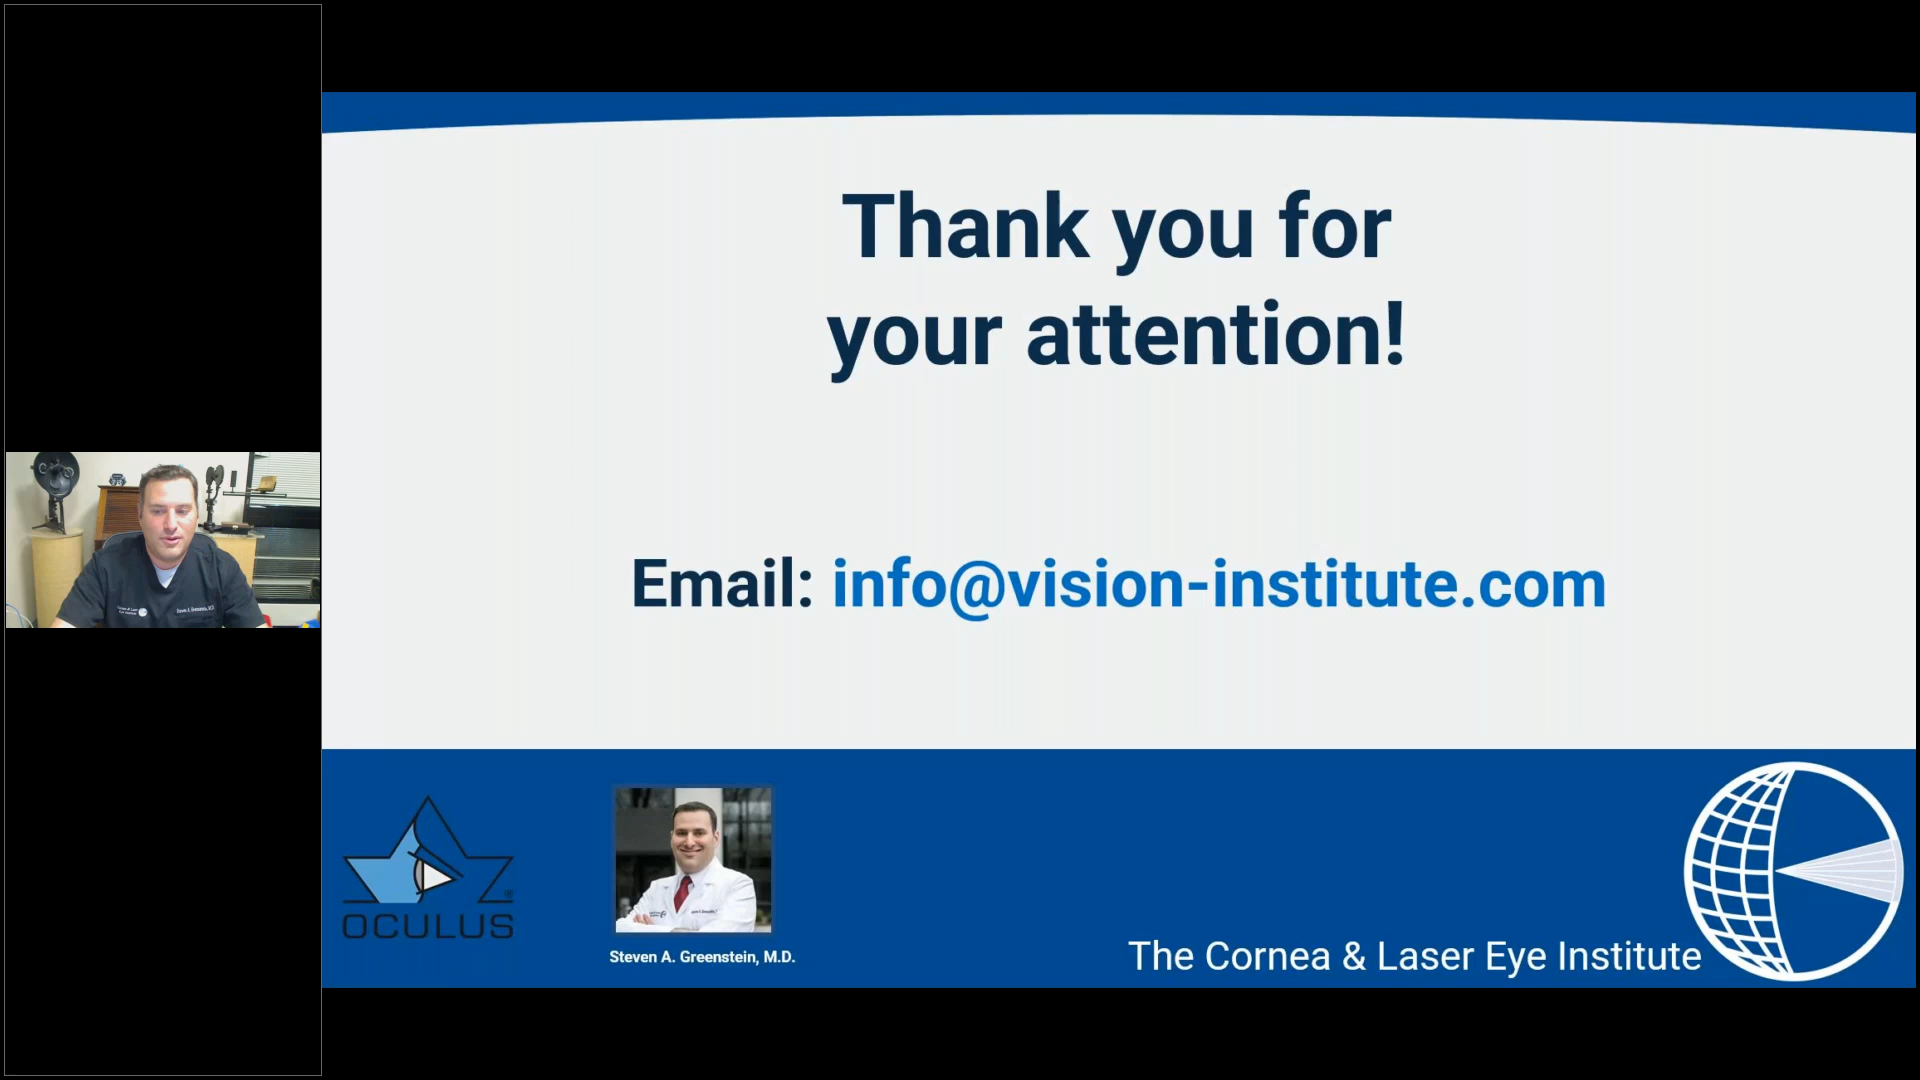 Thank you for
your attention!
Email: info@vision-institute.com
OCULUS
®
Steven A. Greenstein, M.D.
The Cornea & Laser Eye Institute